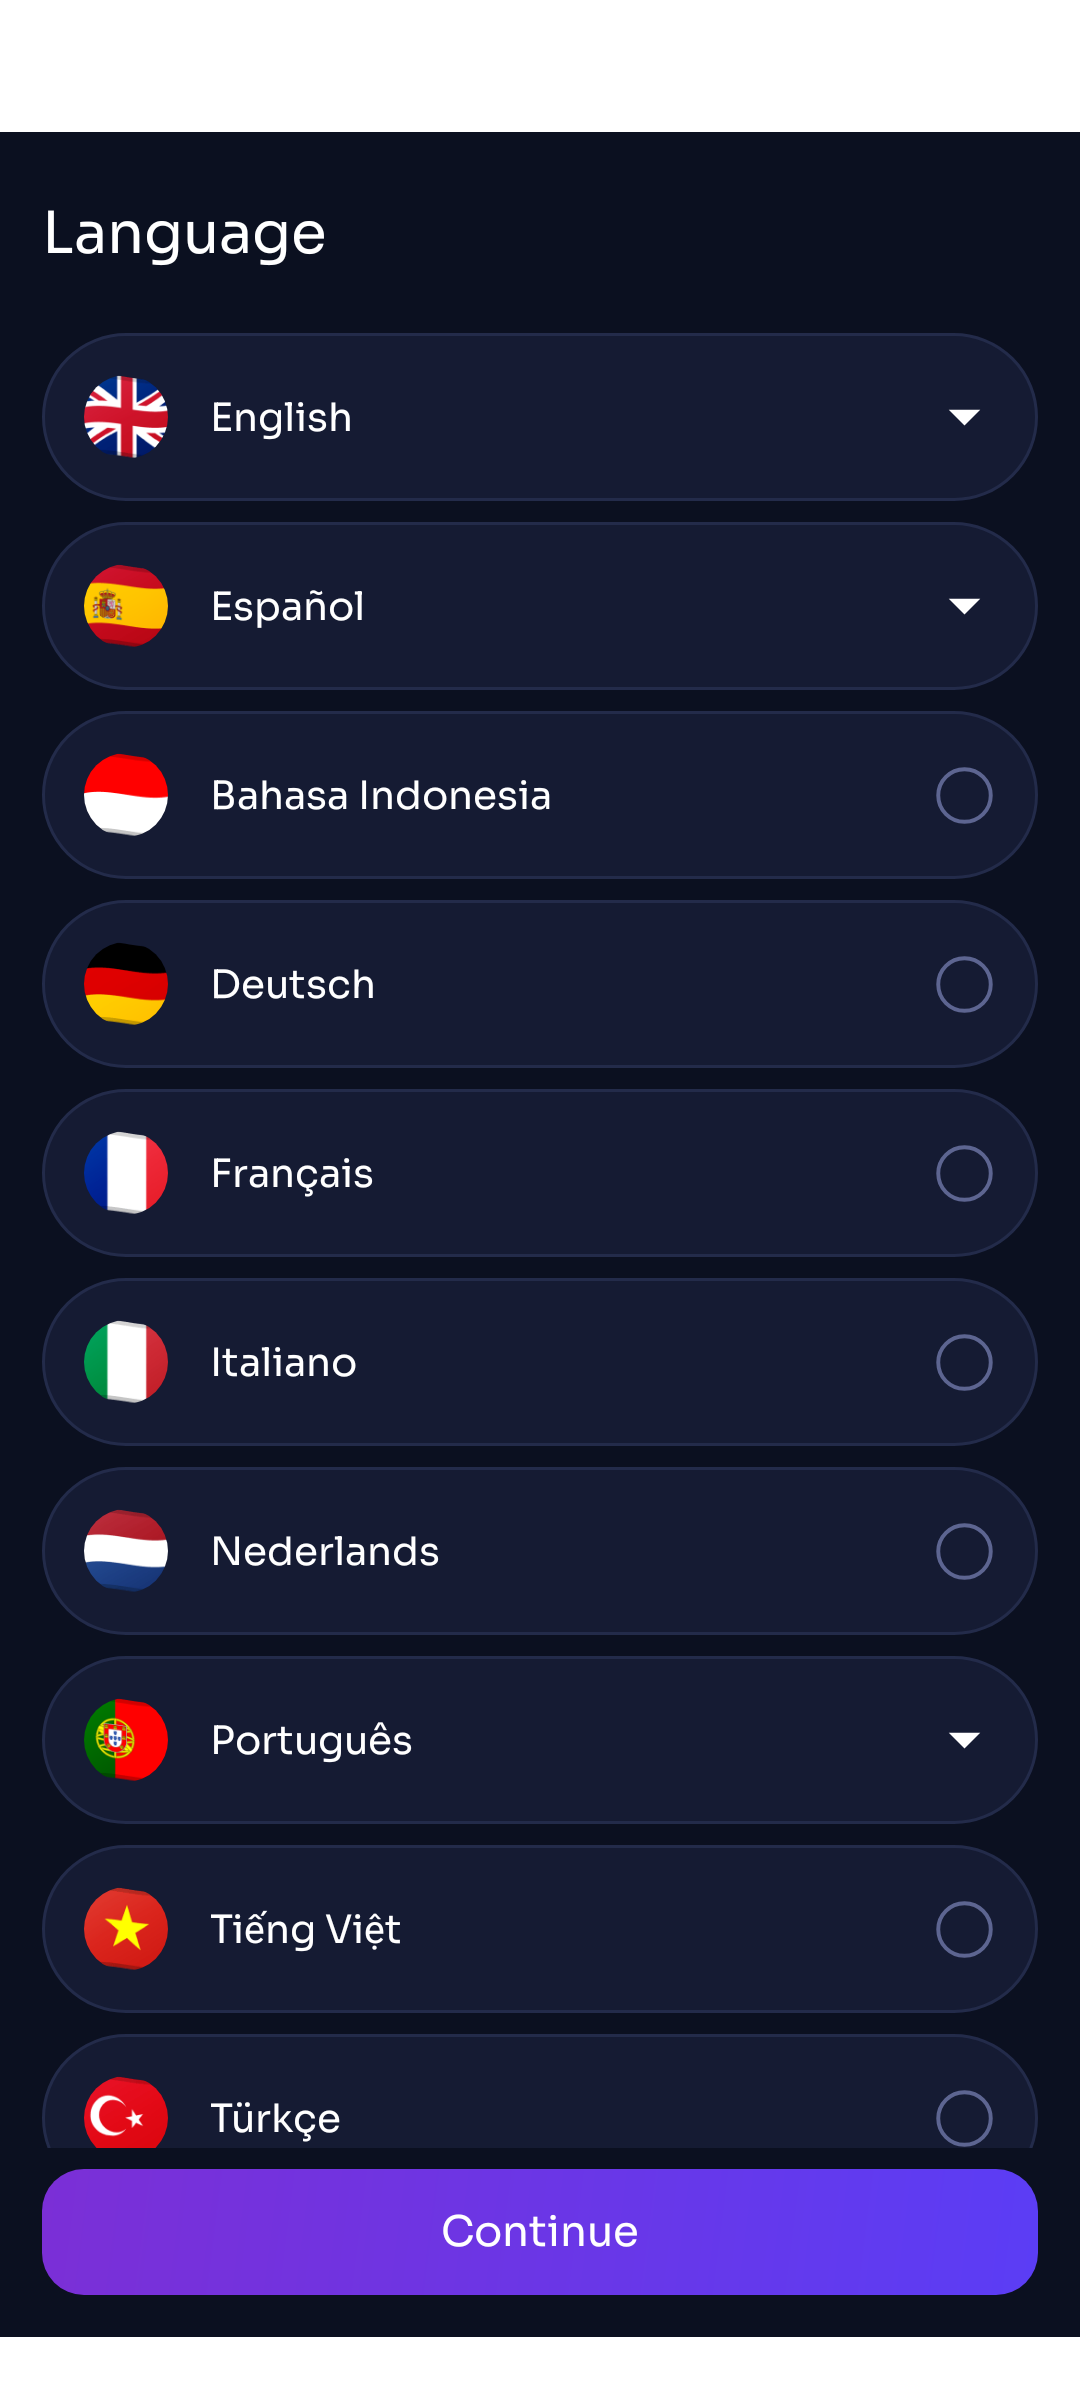 Language
English
Español
Bahasa Indonesia
Deutsch
Français
Italiano
Nederlands
Português
Tiếng Việt
Türkçe
Continue